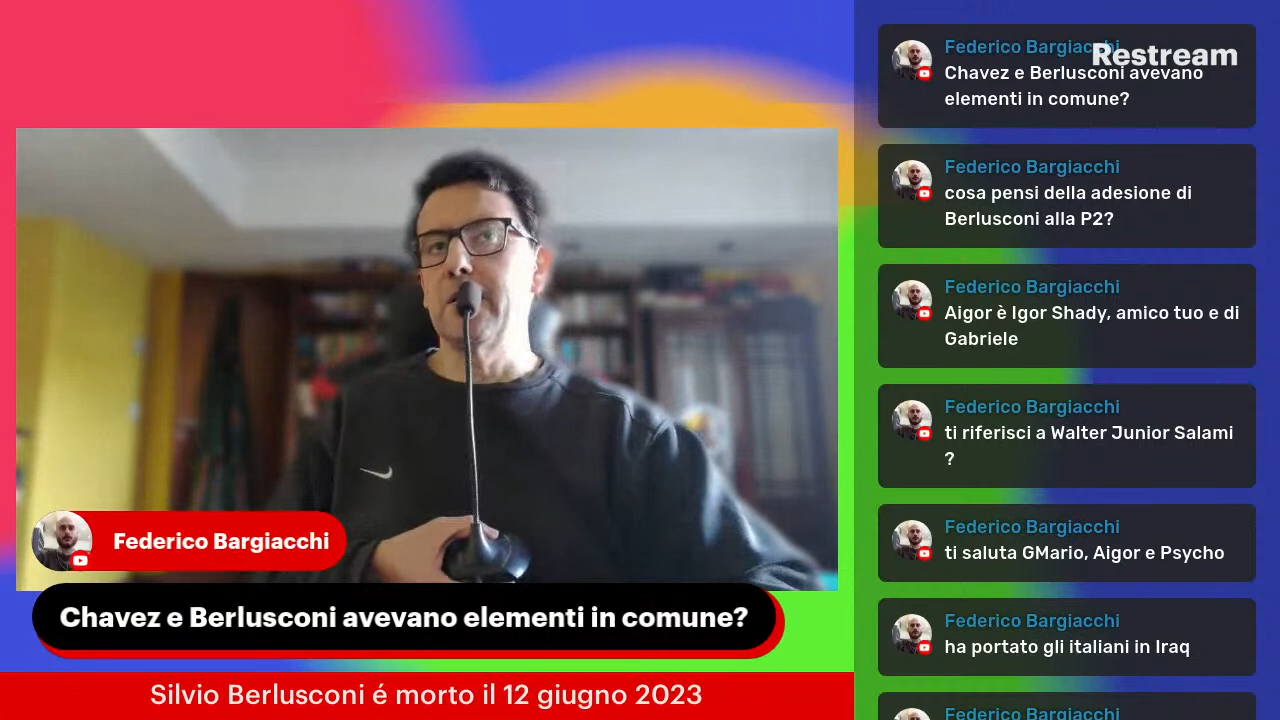 Federico Bargiacchi
Restream
Chavez e Berlusconi avevano
elementi in comune?
Federico Bargiacchi
cosa pensi della adesione di
Berlusconi alla P2?
Federico Bargiacchi
Aigor è Igor Shady, amico tuo e di
Gabriele
Federico Bargiacchi
ti riferisci a Walter Junior Salami
?
Federico Bargiacchi
ti saluta GMario, Aigor e Psycho
Federico Bargiacchi
ha portato gli italiani in Iraq
Federico Bargiacchi
Federico Bargiacchi
Chavez e Berlusconi avevano elementi in comune?
Silvio Berlusconi é morto il 12 giugno 2023